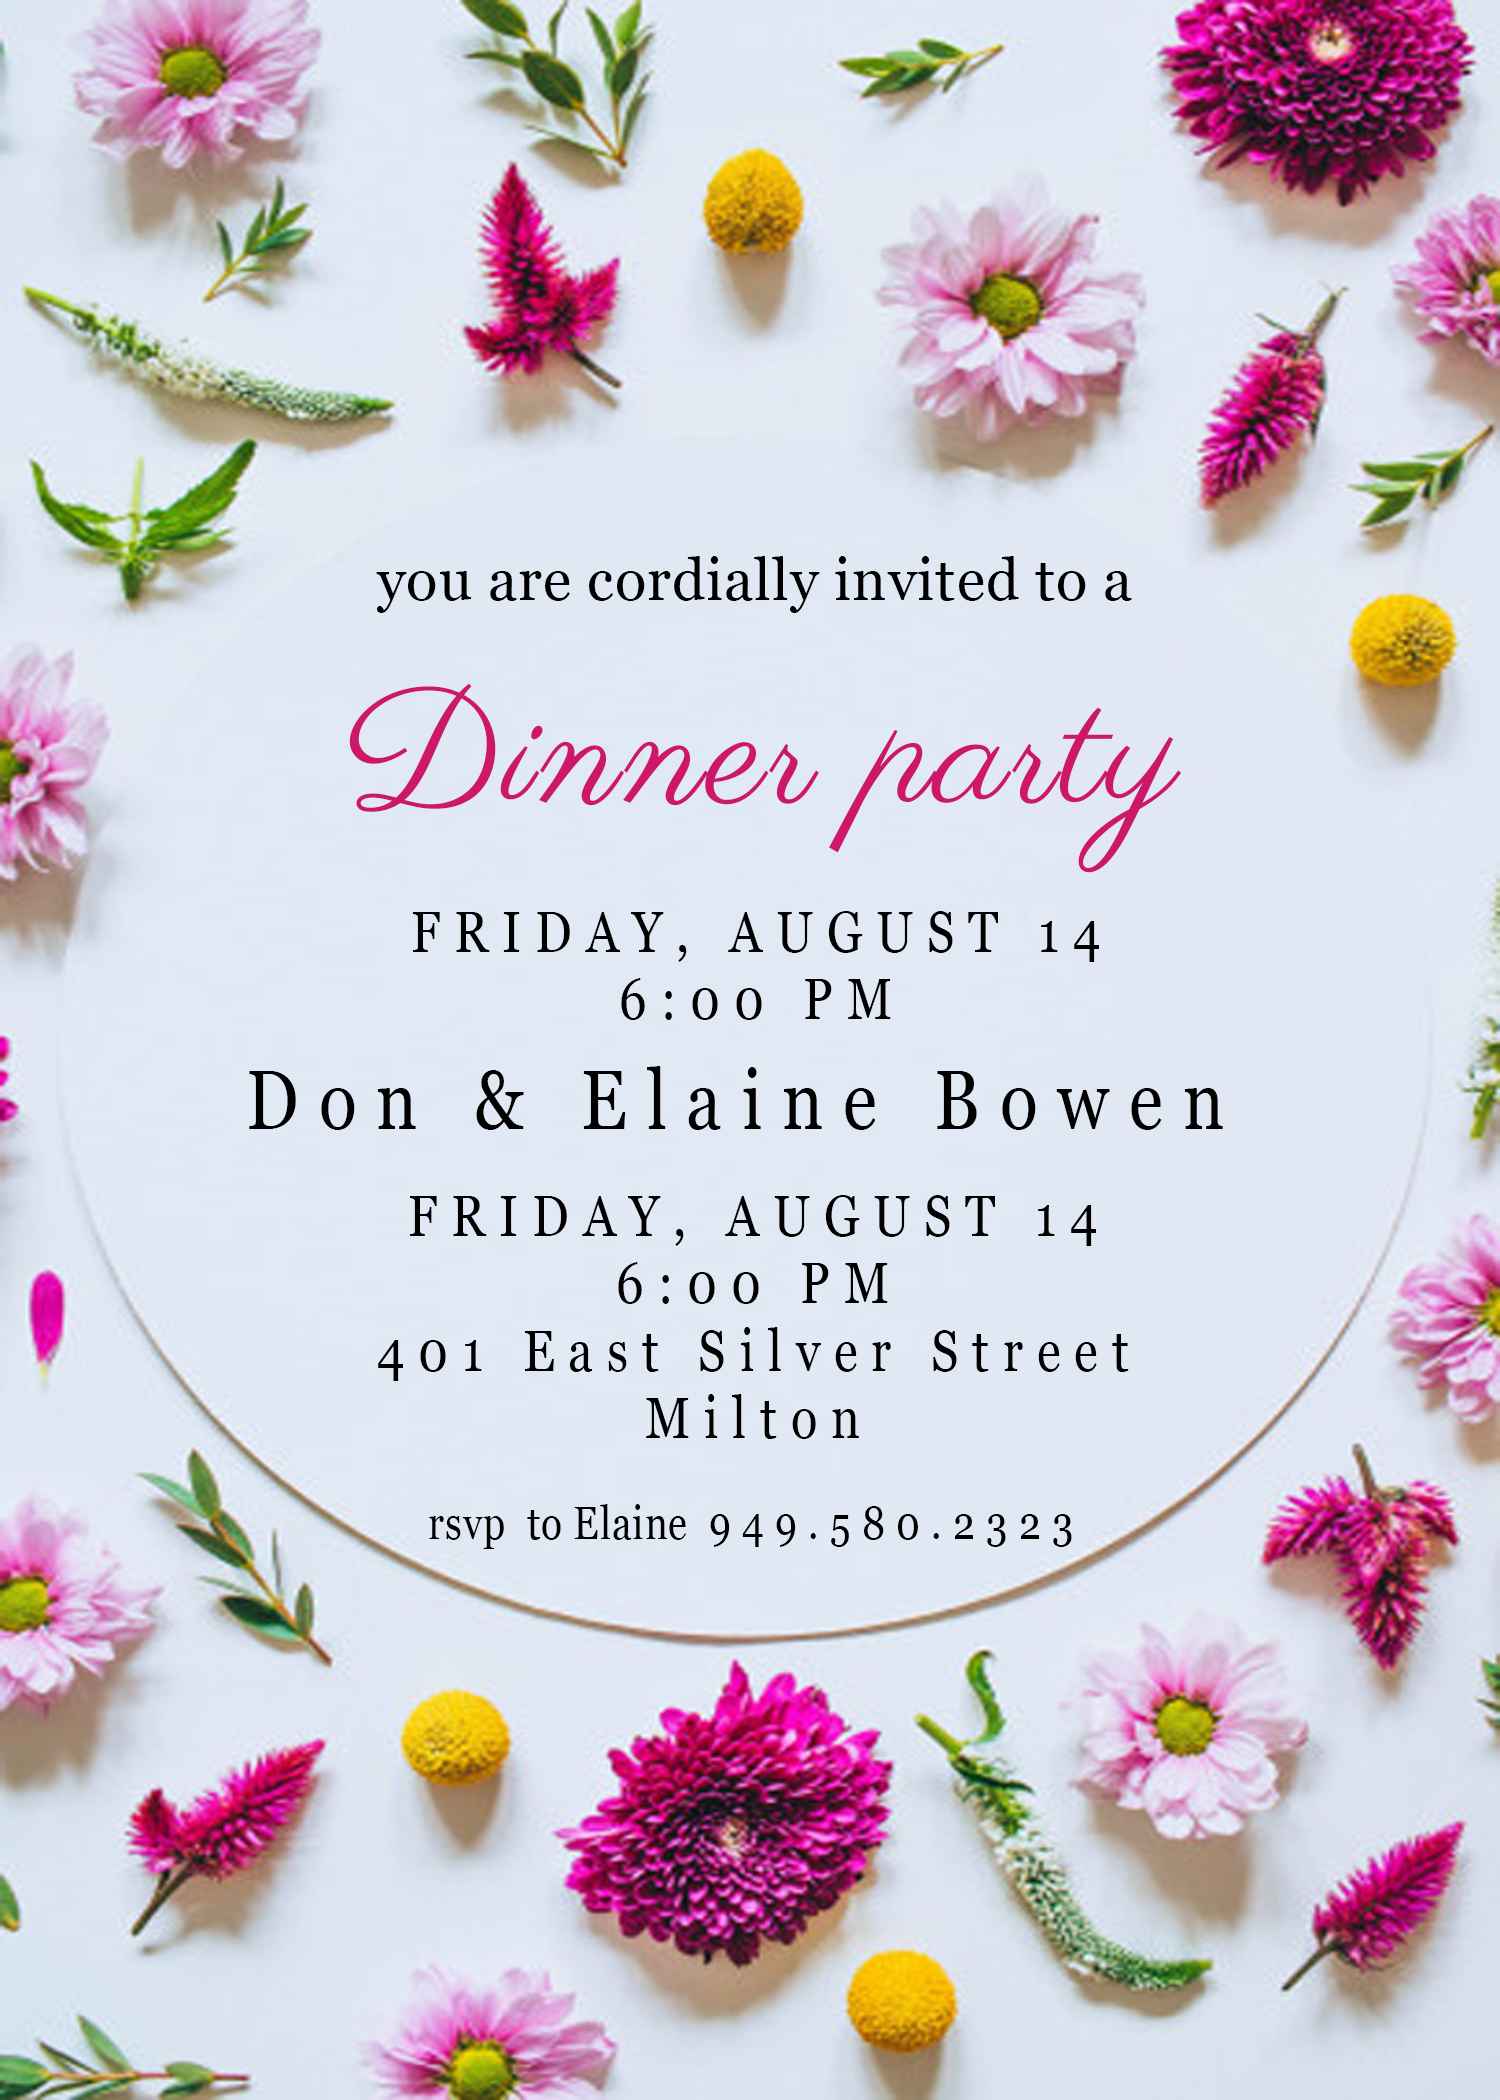 you are cordially invited to a
Dinner party
FRIDAY, AUGUST 14
6:00 PM
Don & Elaine Bowen
FRIDAY, AUGUST 14
6:00 PM
401 East Silver Street
Milton
rsvp to Elaine 949.580.2323